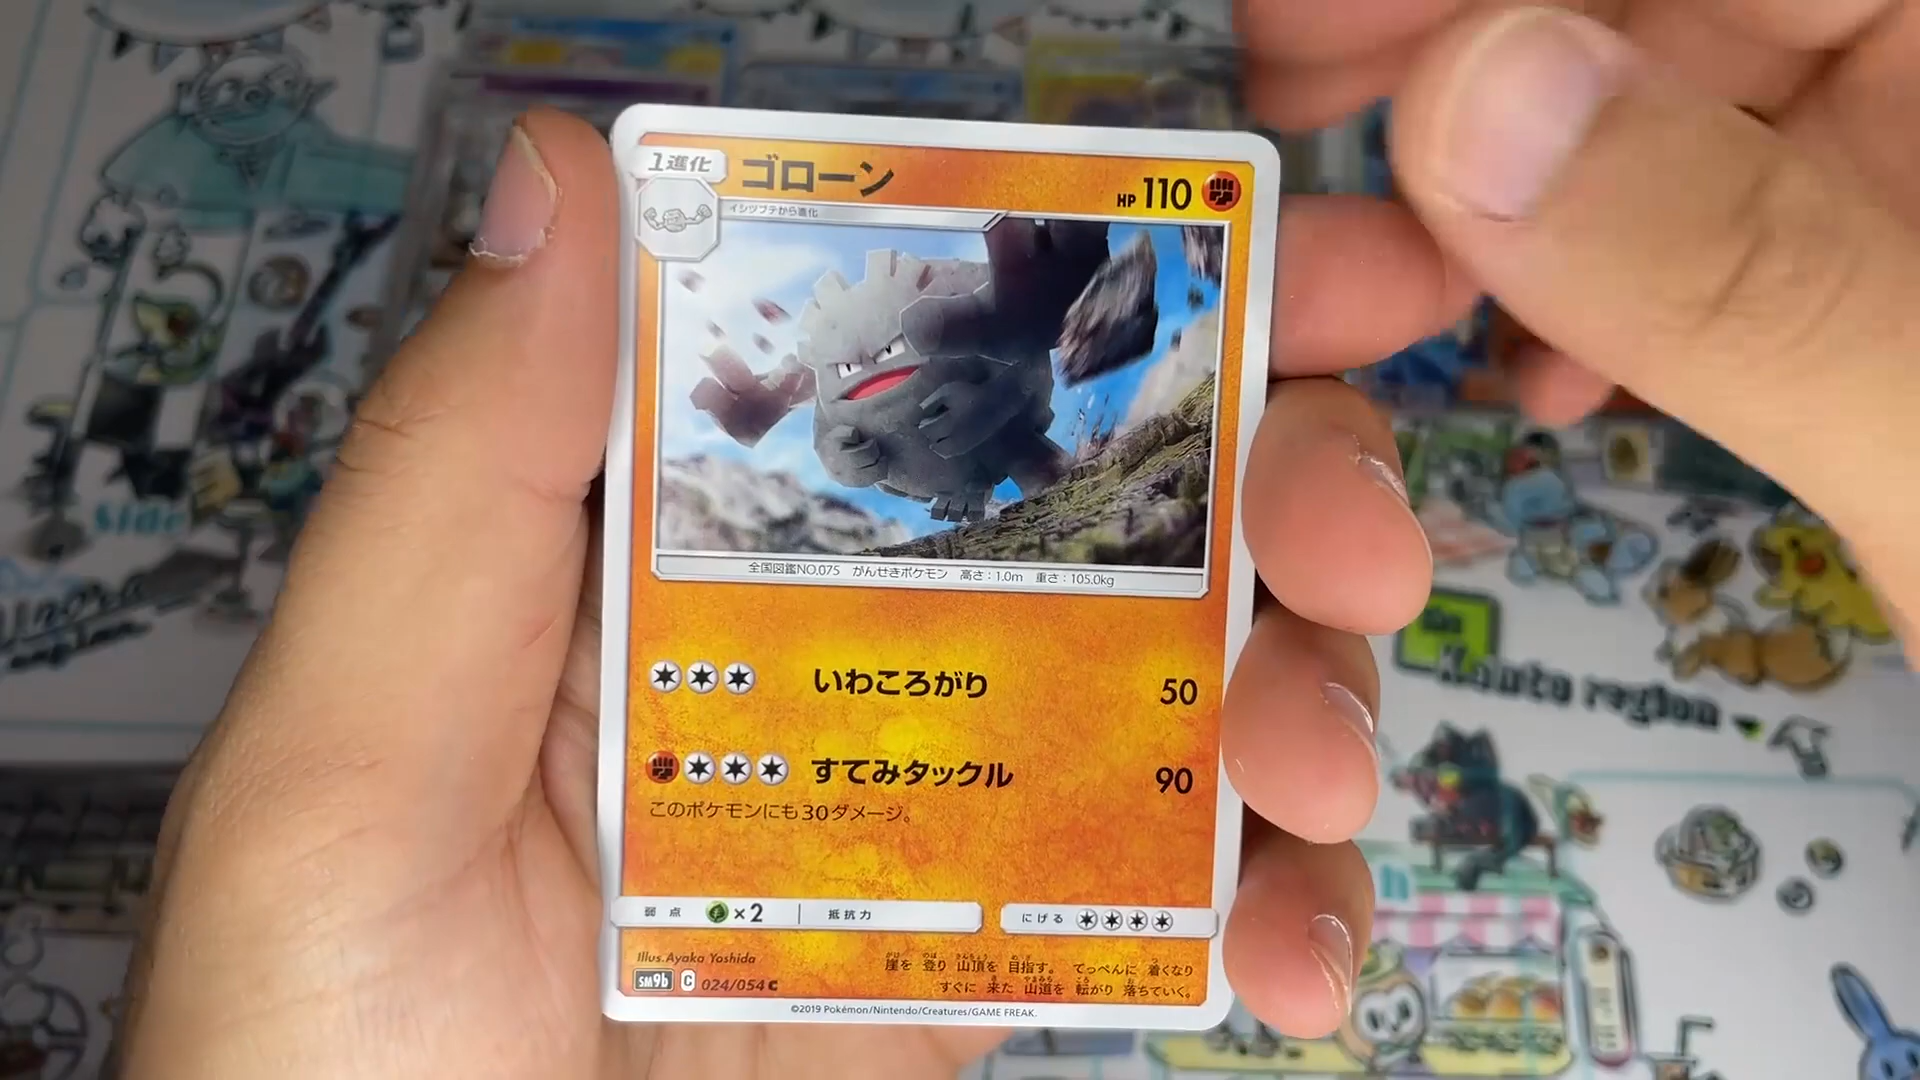 1進化
ゴローン
HP 110
イシツブテから進化
全国図鑑NO.075 がんせきポケモン 高さ:1.0m 重さ:105.0kg
いわころがり 50
すてみタックル 90
このポケモンにも30ダメージ。
弱点 ×2 抵抗力
にげる
Illus.Ayaka Yoshida
崖を登り山頂を目指す。てっぺんに着くなり
すぐに来た山道を転がり落ちていく。
SM9b C 024/054 C
©2019 Pokémon/Nintendo/Creatures/GAME FREAK.
Side
Kanto region